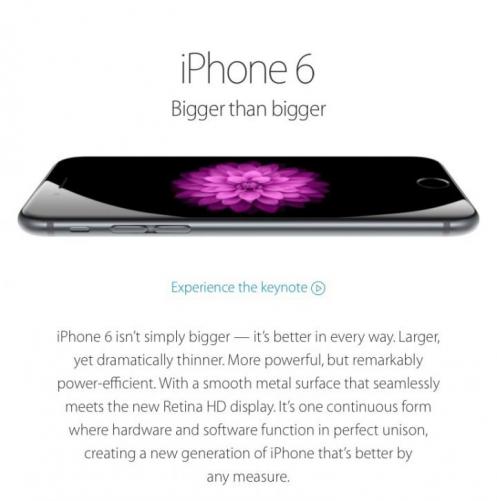 iPhone 6
Bigger than bigger
Experience the keynote
iPhone 6 isn't simply bigger — it's better in every way. Larger,
yet dramatically thinner. More powerful, but remarkably
power-efficient. With a smooth metal surface that seamlessly
meets the new Retina HD display. It's one continuous form
where hardware and software function in perfect unison,
creating a new generation of iPhone that's better by
any measure.